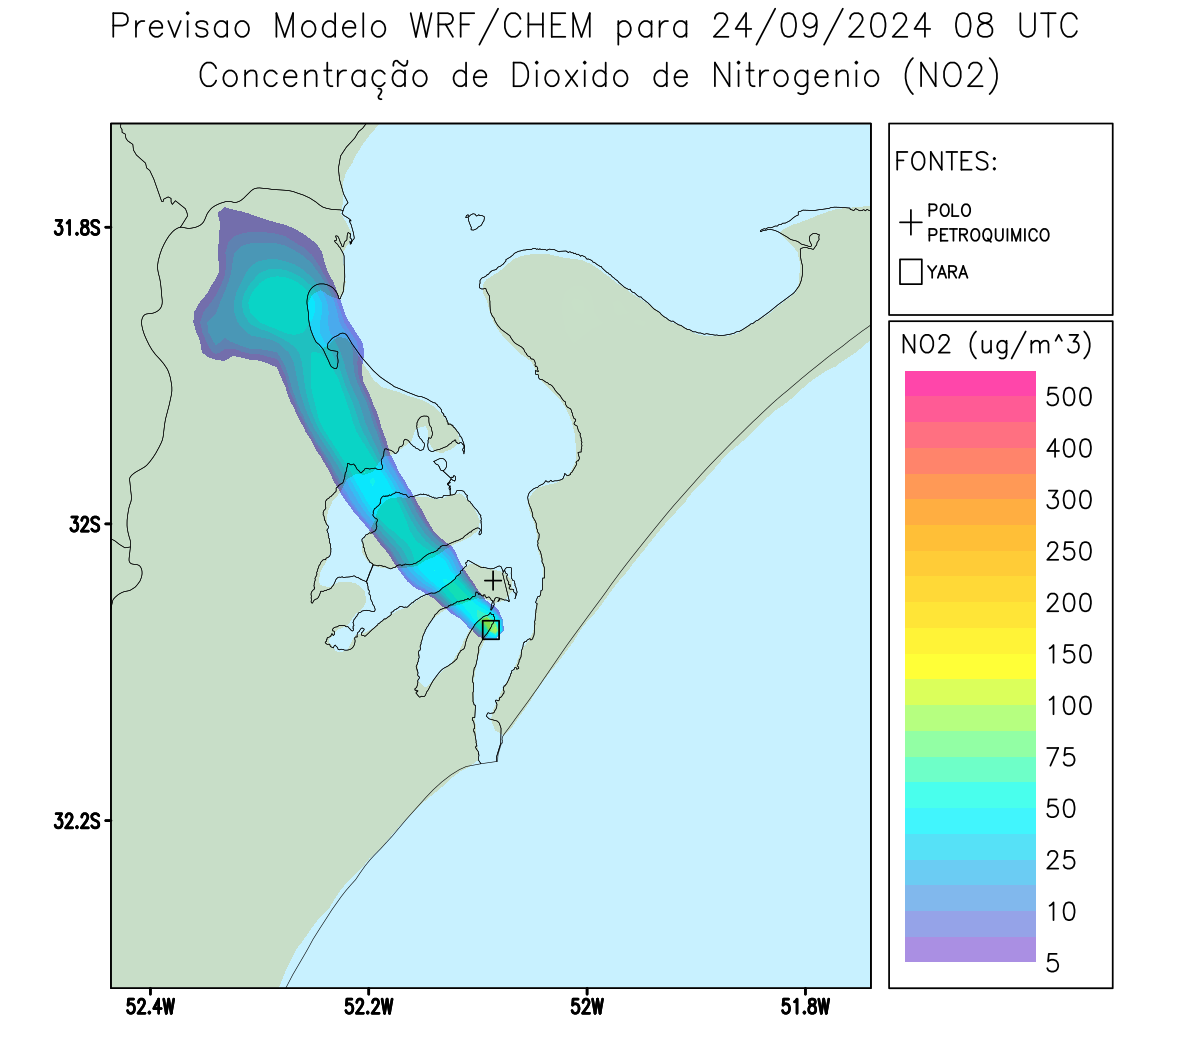 Previsao Modelo WRF/CHEM para 24/09/2024 08 UTC
Concentração de Dioxido de Nitrogenio (NO2)
FONTES:
POLO
PETROQUIMICO
YARA
NO2 (ug/m^3)
500
400
300
250
200
150
100
75
50
25
10
5
31.8S
32S
32.2S
52.4W
52.2W
52W
51.8W